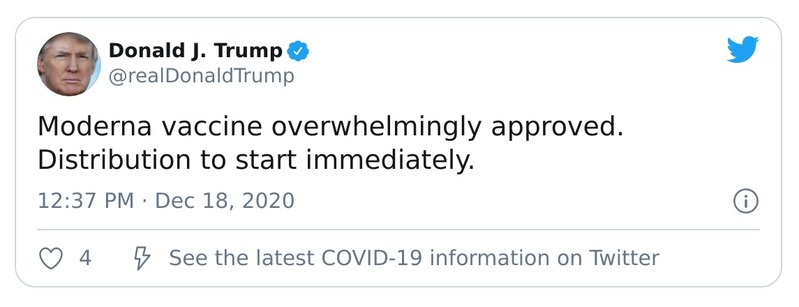 Donald J. Trump
@realDonaldTrump
Moderna vaccine overwhelmingly approved.
Distribution to start immediately.
12:37 PM · Dec 18, 2020
4 See the latest COVID-19 information on Twitter